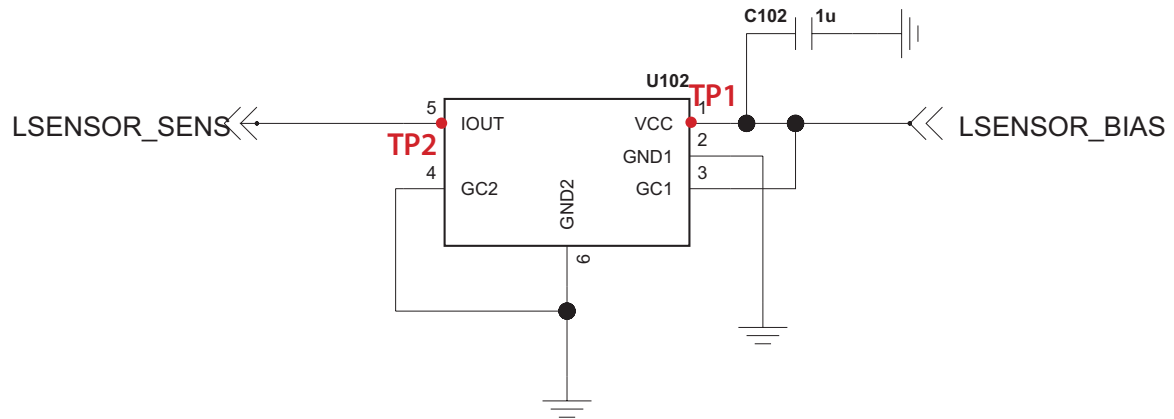 C102 1u
U102
TP1
1
5
LSENSOR_SENS
IOUT
VCC
LSENSOR_BIAS
TP2
2
GND1
4
3
GC2
GC1
GND2
6